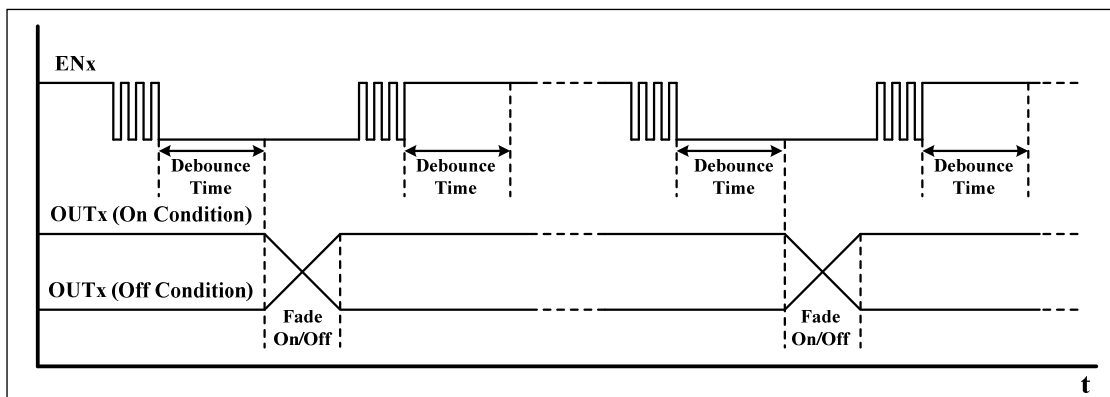 ENx
Debounce
Time
Debounce
Time
Debounce
Time
Debounce
Time
OUTx (On Condition)
OUTx (Off Condition)
Fade
On/Off
Fade
On/Off
t